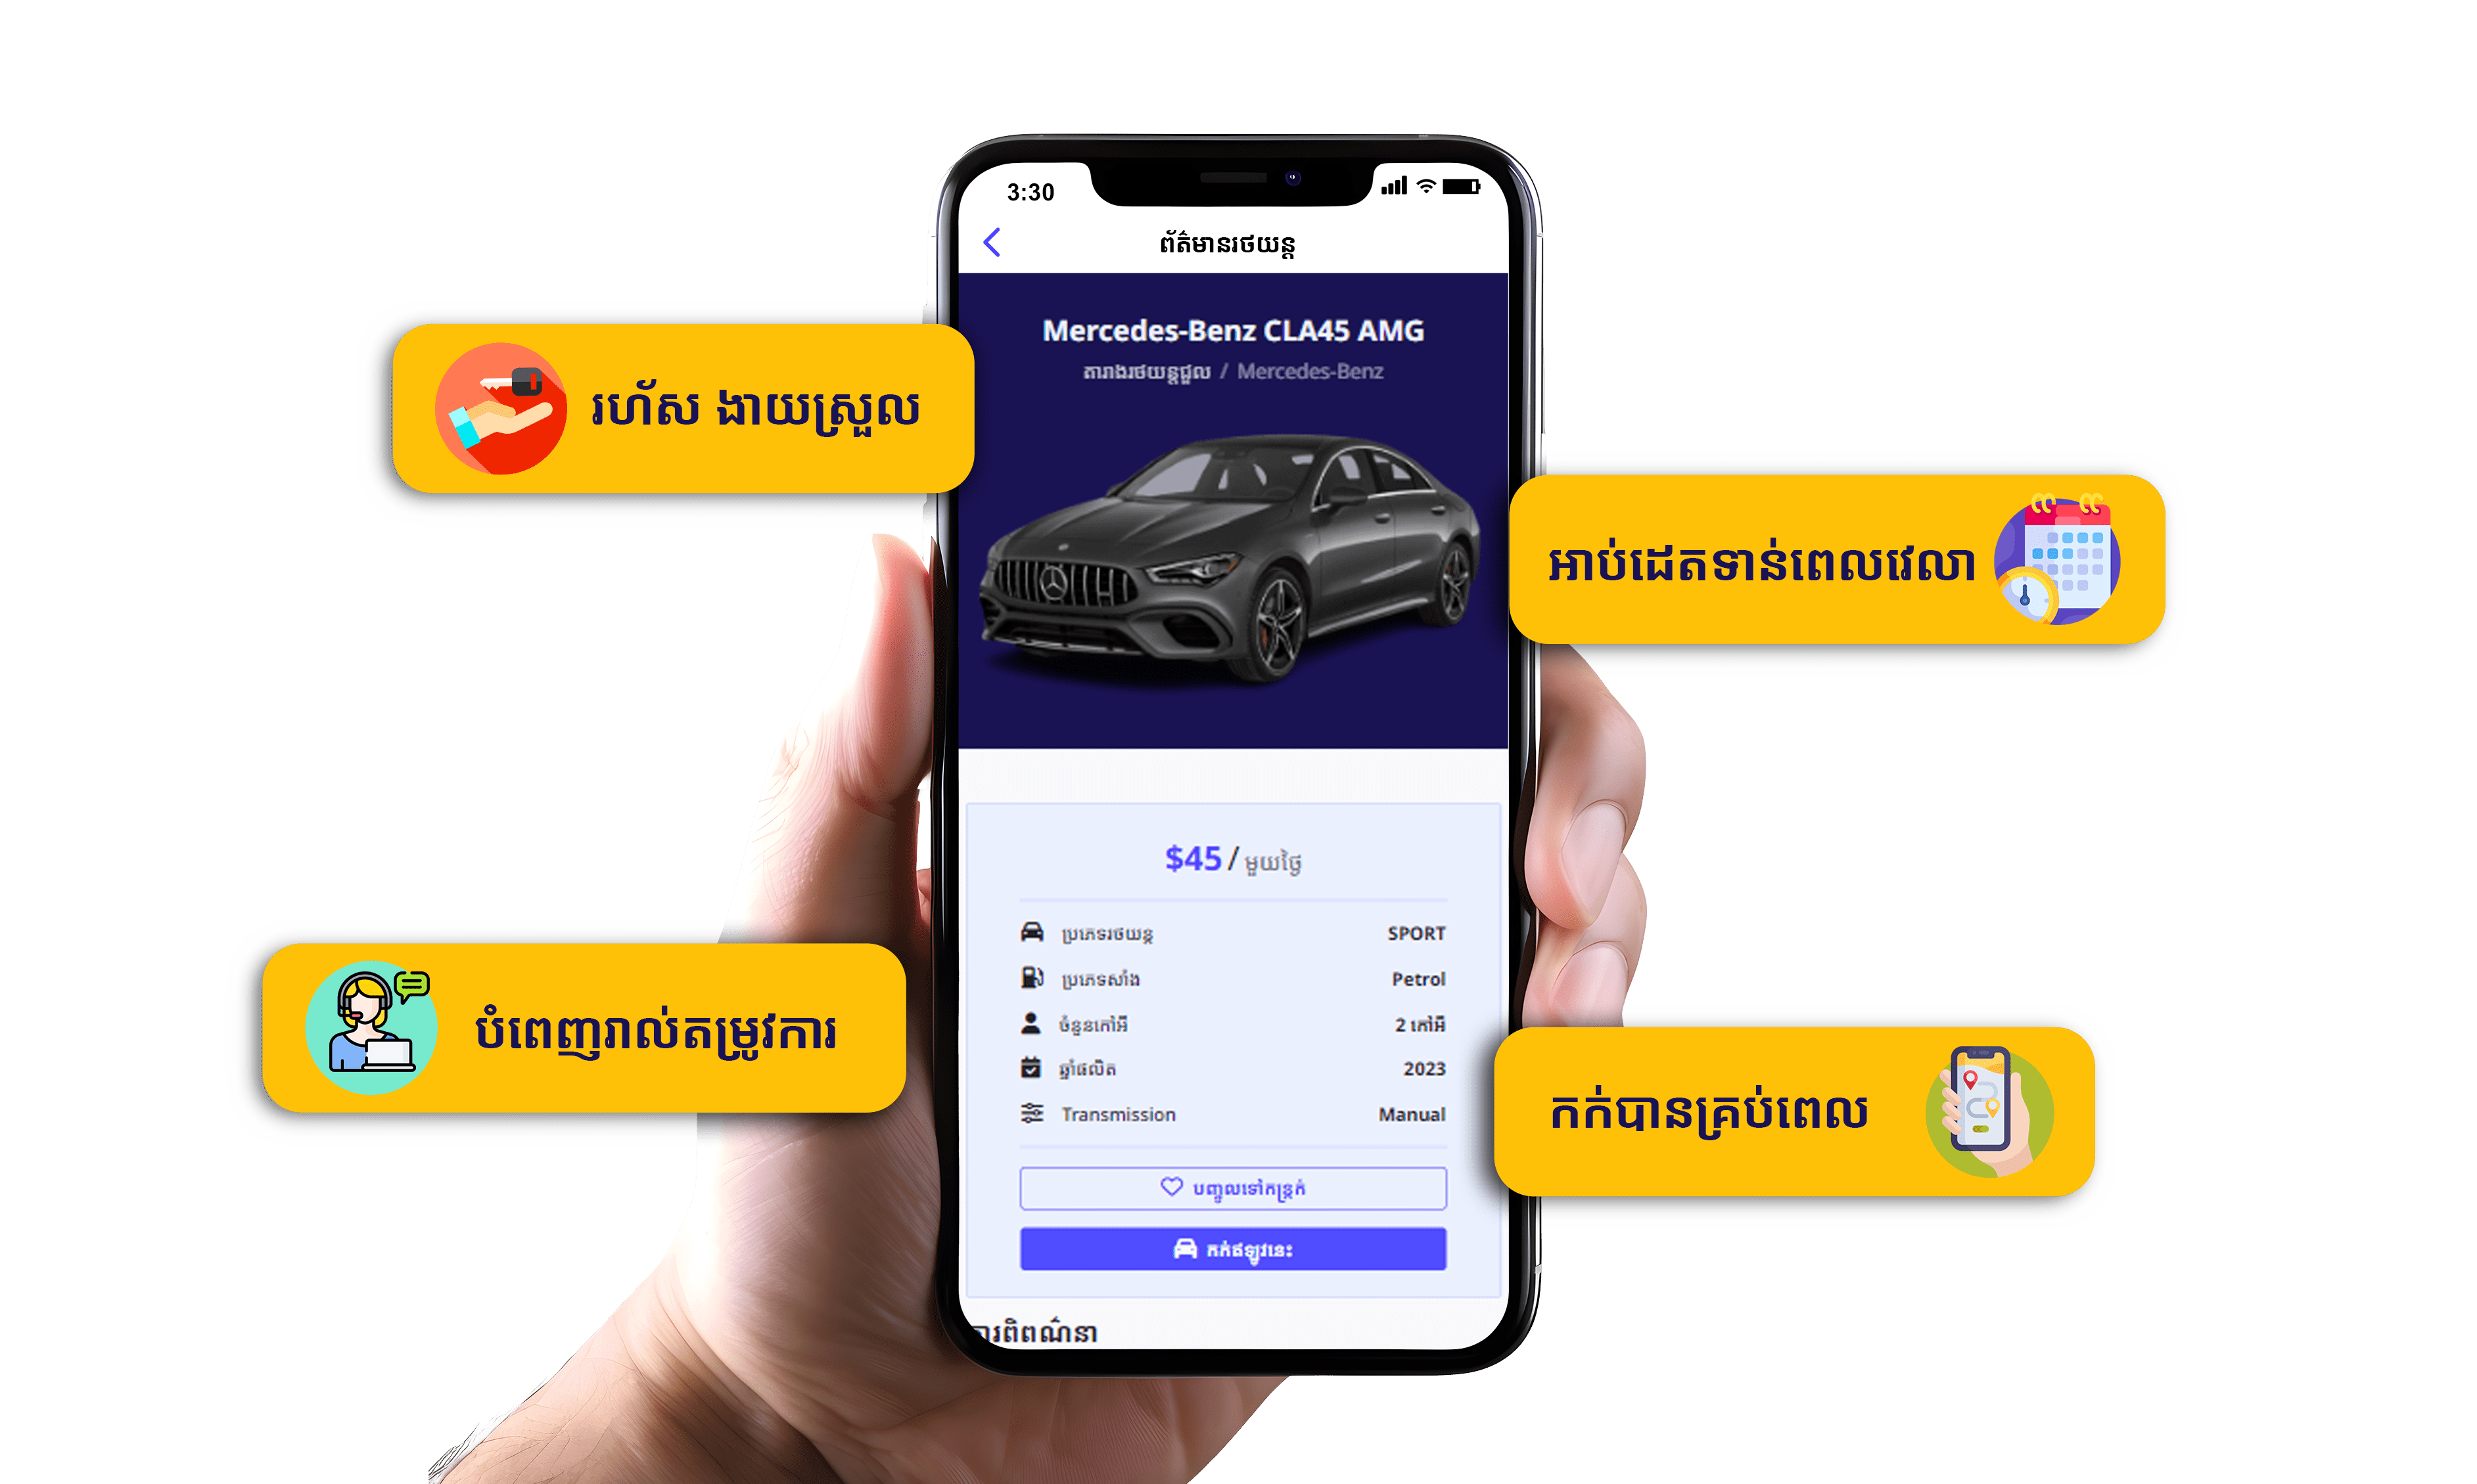 3:30
ព័ត៌មានរថយន្ត
Mercedes-Benz CLA45 AMG
តារាងរថយន្តជួល / Mercedes-Benz
រហ័ស ងាយស្រួល
អាប់ដេតទាន់ពេលវេលា
$45 / មួយថ្ងៃ
ប្រភេទរថយន្ត SPORT
ប្រភេទសាំង Petrol
ចំនួនកៅអី 2 កៅអី
ឆ្នាំផលិត 2023
Transmission Manual
បំពេញរាល់តម្រូវការ
កក់បានគ្រប់ពេល
បញ្ចូលទៅកន្ត្រក់
កក់ឥឡូវនេះ
ការពិពណ៌នា